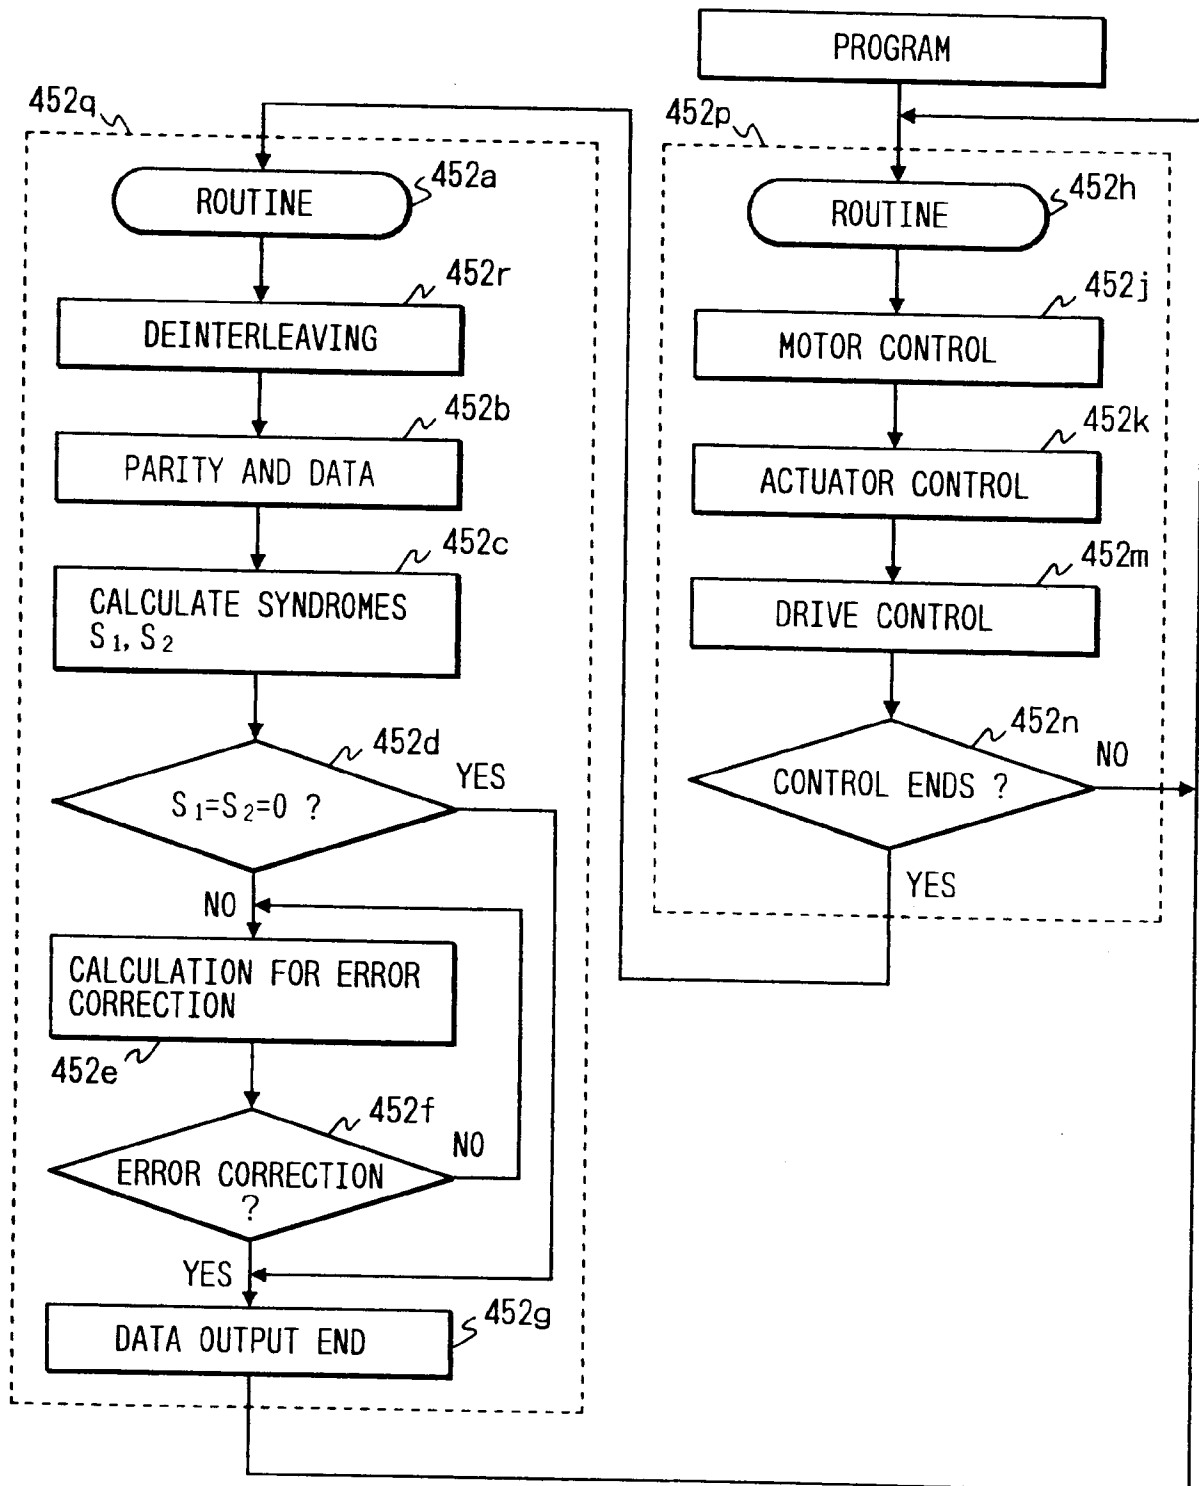 PROGRAM
452q
452p
452a
ROUTINE
452h
ROUTINE
452r
DEINTERLEAVING
452j
MOTOR CONTROL
452b
PARITY AND DATA
452k
ACTUATOR CONTROL
452c
CALCULATE SYNDROMES
S1, S2
452m
DRIVE CONTROL
452d
YES
S1=S2=0 ?
NO
452n
NO
CONTROL ENDS ?
YES
CALCULATION FOR ERROR
CORRECTION
452e
452f
NO
ERROR CORRECTION
?
YES
452g
DATA OUTPUT END